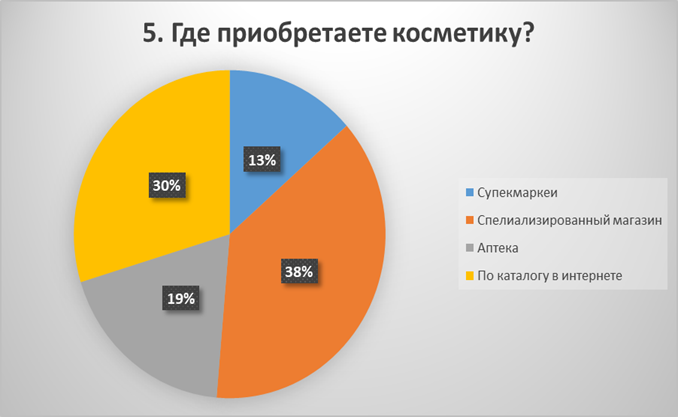 5. Где приобретаете косметику?
13%
30%
38%
19%
Супекмаркеи
Спелиализированный магазин
Аптека
По каталогу в интернете